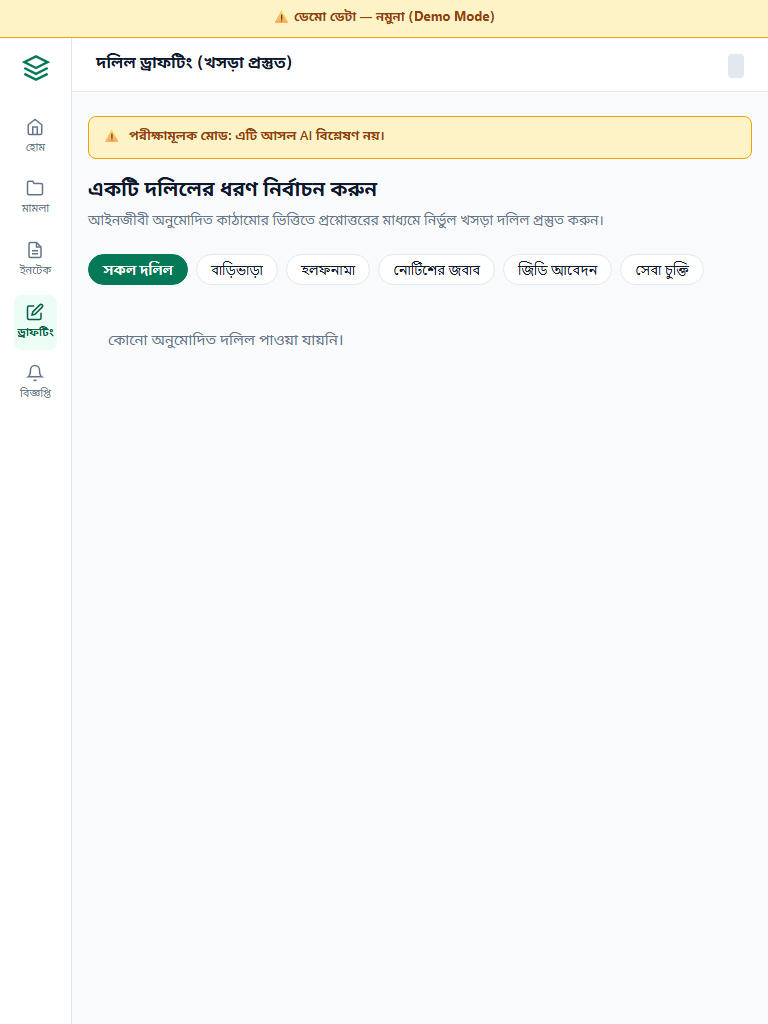 ⚠️ ডেমো ডেটা — নমুনা (Demo Mode)
দলিল ড্রাফটিং (খসড়া প্রস্তুত)
হোম
মামলা
ইনটেক
ড্রাফটিং
বিজ্ঞপ্তি
⚠️ পরীক্ষামূলক মোড: এটি আসল AI বিশ্লেষণ নয়।
একটি দলিলের ধরণ নির্বাচন করুন
আইনজীবী অনুমোদিত কাঠামোর ভিত্তিতে প্রশ্নোত্তরের মাধ্যমে নির্ভুল খসড়া দলিল প্রস্তুত করুন।
সকল দলিল বাড়িভাড়া হলফনামা নোটিশের জবাব জিডি আবেদন সেবা চুক্তি
কোনো অনুমোদিত দলিল পাওয়া যায়নি।